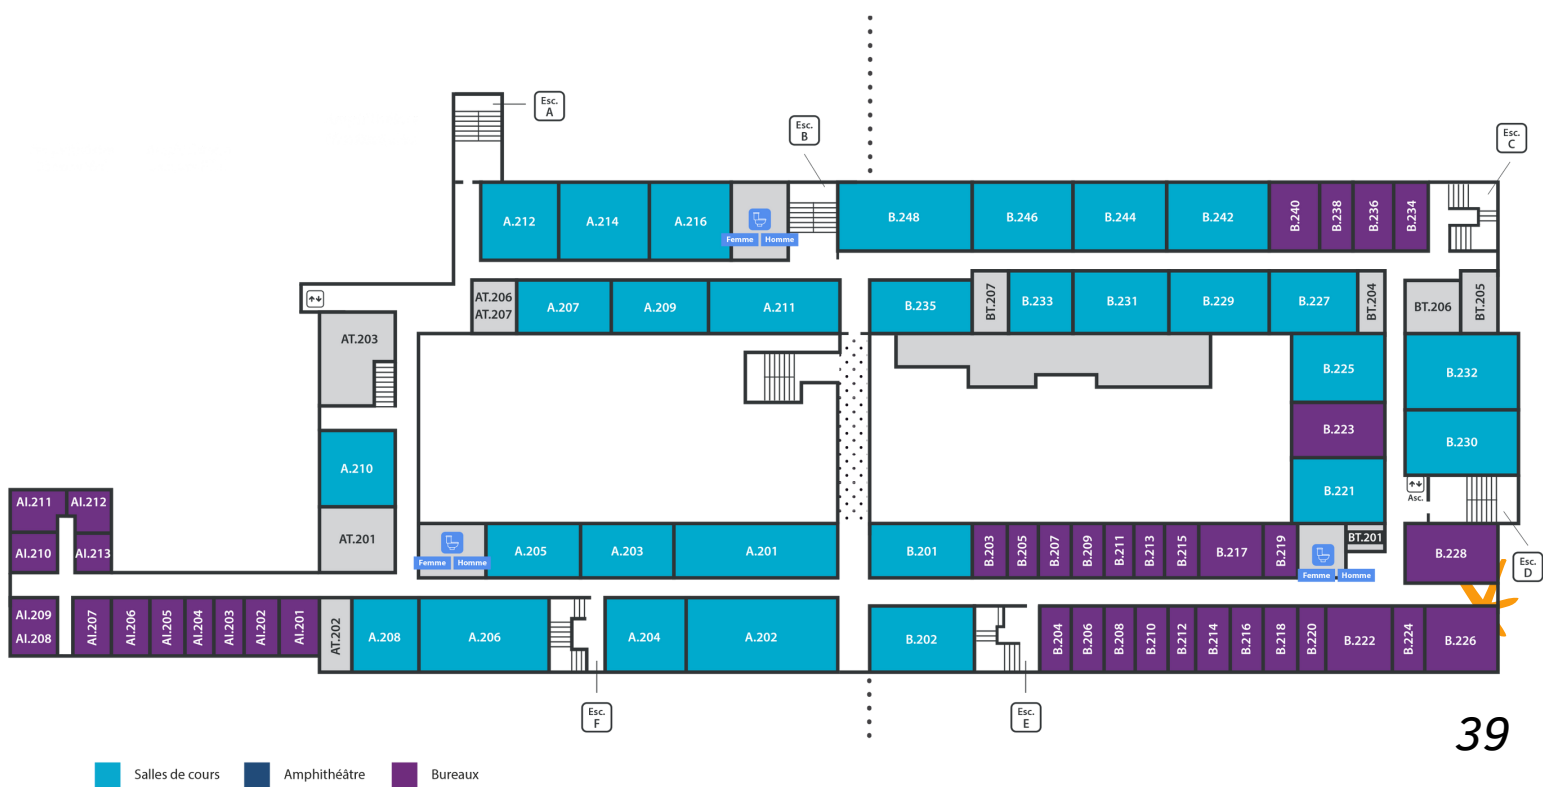 Esc.
A
Esc.
B
Esc.
C
A.212
A.214
A.216
Femme Homme
B.248
B.246
B.244
B.242
B.240
B.238
B.236
B.234
AT.206
AT.207
A.207
A.209
A.211
B.235
BT.207
B.233
B.231
B.229
B.227
BT.204
BT.206
BT.205
AT.203
B.225
B.232
B.223
B.230
A.210
B.221
Asc.
AI.211
AI.212
AI.210
AI.213
AT.201
Femme Homme
A.205
A.203
A.201
B.201
B.203
B.205
B.207
B.209
B.211
B.213
B.215
B.217
B.219
Femme Homme
BT.201
B.228
Esc.
D
AI.209
AI.208
AI.207
AI.206
AI.205
AI.204
AI.203
AI.202
AI.201
AT.202
A.208
A.206
A.204
A.202
B.202
B.204
B.206
B.208
B.210
B.212
B.214
B.216
B.218
B.220
B.222
B.224
B.226
Esc.
F
Esc.
E
39
Salles de cours
Amphithéâtre
Bureaux